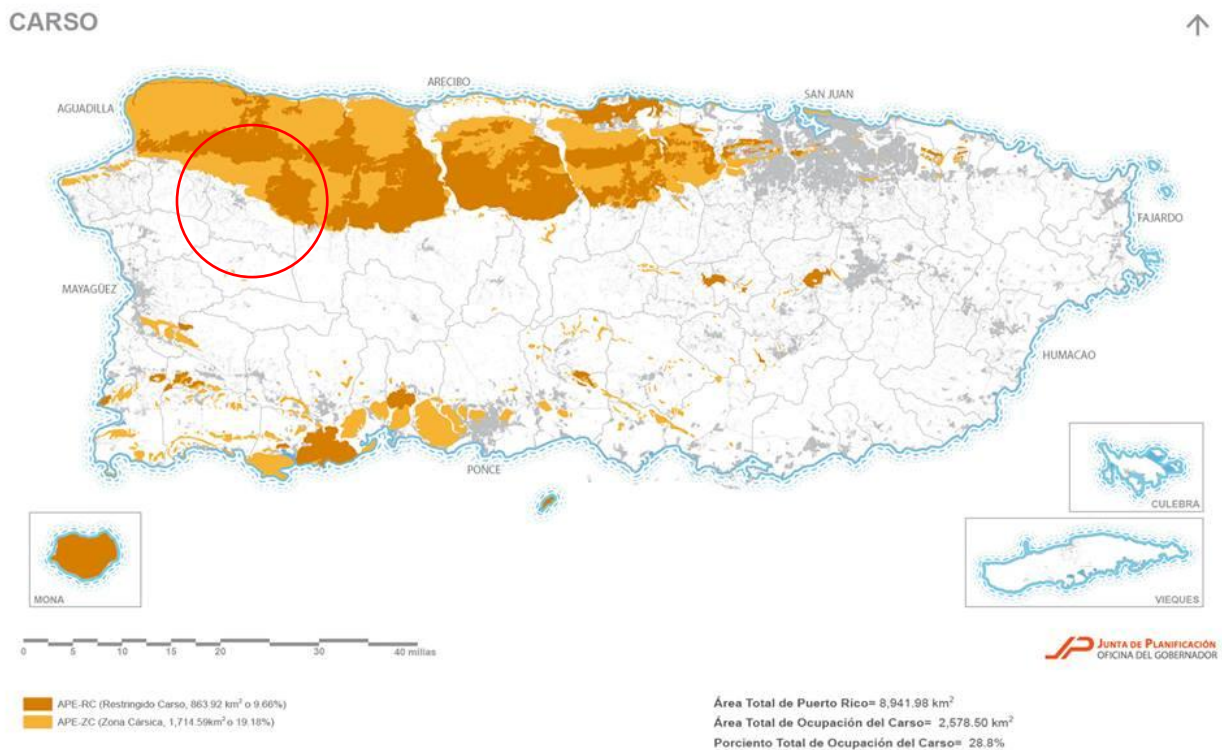 CARSO
ARECIBO
AGUADILLA
SAN JUAN
FAJARDO
MAYAGÜEZ
HUMACAO
PONCE
CULEBRA
MONA
VIEQUES
0 5 10 15 20 30 40 millas
JP JUNTA DE PLANIFICACIÓN
OFICINA DEL GOBERNADOR
APE-RC (Restringido Carso, 863.92 km² o 9.66%)
APE-ZC (Zona Cársica, 1,714.59km² o 19.18%)
Área Total de Puerto Rico= 8,941.98 km²
Área Total de Ocupación del Carso= 2,578.50 km²
Porciento Total de Ocupación del Carso= 28.8%